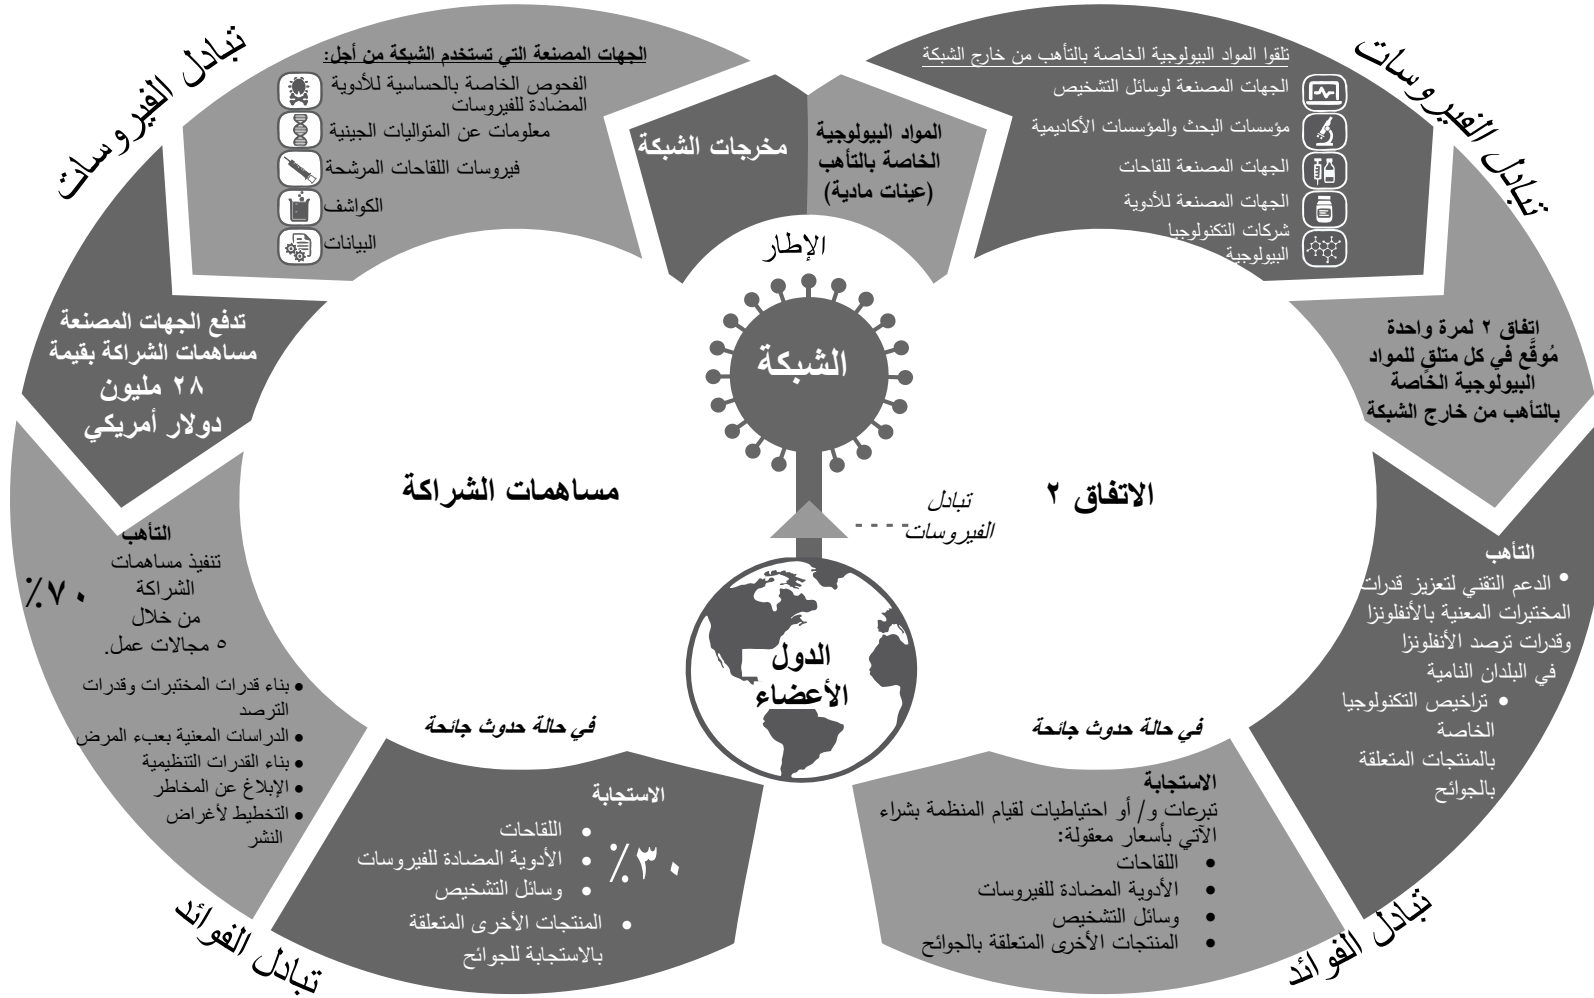 تبادل الفيروسات
تلقوا المواد البيولوجية الخاصة بالتأهب من خارج الشبكة
الجهات المصنعة لوسائل التشخيص
مؤسسات البحث والمؤسسات الأكاديمية
الجهات المصنعة للقاحات
الجهات المصنعة للأدوية
شركات التكنولوجيا
البيولوجية
اتفاق ٢ لمرة واحدة
مُوقَّع في كل متلقٍ للمواد
البيولوجية الخاصة
بالتأهب من خارج الشبكة
التأهب
• الدعم التقني لتعزيز قدرات
المختبرات المعنية بالأنفلونزا
وقدرات ترصد الأنفلونزا
في البلدان النامية
• تراخيص التكنولوجيا
الخاصة
بالمنتجات المتعلقة
بالجوائح
تبادل الفوائد
الاتفاق ٢
في حالة حدوث جائحة
الاستجابة
تبرعات و/ أو احتياطيات لقيام المنظمة بشراء
الآتي بأسعار معقولة:
• اللقاحات
• الأدوية المضادة للفيروسات
• وسائل التشخيص
• المنتجات الأخرى المتعلقة بالجوائح
المواد البيولوجية
الخاصة بالتأهب
(عينات مادية)
مخرجات الشبكة
الإطار
الشبكة
تبادل
الفيروسات
الدول
الأعضاء
تبادل الفيروسات
الجهات المصنعة التي تستخدم الشبكة من أجل:
الفحوص الخاصة بالحساسية للأدوية
المضادة للفيروسات
معلومات عن المتواليات الجينية
فيروسات اللقاحات المرشحة
الكواشف
البيانات
تدفع الجهات المصنعة
مساهمات الشراكة بقيمة
٢٨ مليون
دولار أمريكي
مساهمات الشراكة
التأهب
تنفيذ مساهمات
الشراكة
من خلال
٥ مجالات عمل.
٧٠٪
• بناء قدرات المختبرات وقدرات
الترصد
• الدراسات المعنية بعبء المرض
• بناء القدرات التنظيمية
• الإبلاغ عن المخاطر
• التخطيط لأغراض
النشر
تبادل الفوائد
في حالة حدوث جائحة
الاستجابة
٣٠٪
• اللقاحات
• الأدوية المضادة للفيروسات
• وسائل التشخيص
• المنتجات الأخرى المتعلقة
بالاستجابة للجوائح